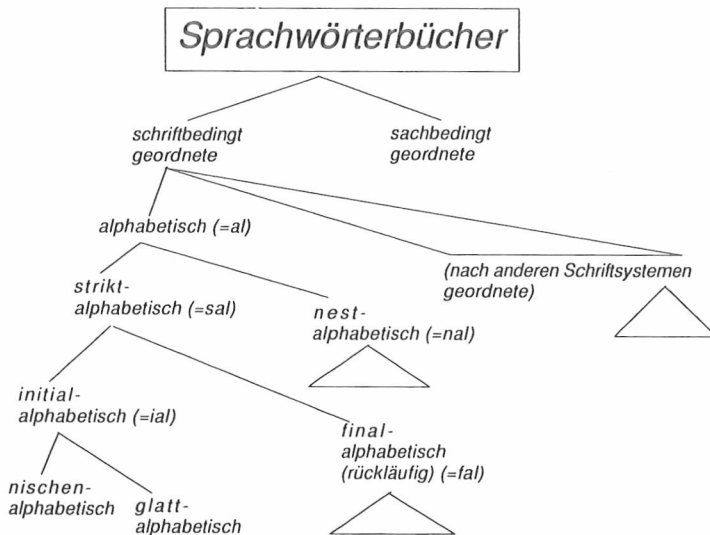 Sprachwörterbücher
schriftbedingt
geordnete
sachbedingt
geordnete
alphabetisch (=al)
(nach anderen Schriftsystemen
geordnete)
strikt-
alphabetisch (=sal)
nest-
alphabetisch (=nal)
initial-
alphabetisch (=ial)
final-
alphabetisch
(rückläufig) (=fal)
nischen-
alphabetisch
glatt-
alphabetisch